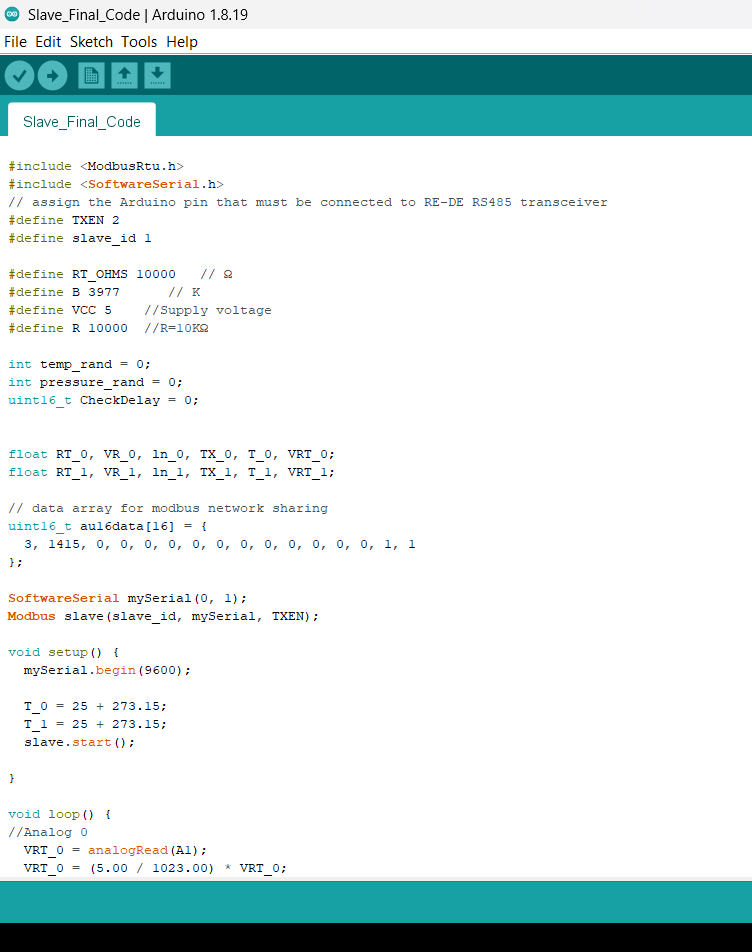 Slave_Final_Code | Arduino 1.8.19
File Edit Sketch Tools Help
Slave_Final_Code
#include <ModbusRtu.h>
#include <SoftwareSerial.h>
// assign the Arduino pin that must be connected to RE-DE RS485 transceiver
#define TXEN 2
#define slave_id 1
#define RT_OHMS 10000   // Ω
#define B 3977      // K
#define VCC 5    //Supply voltage
#define R 10000  //R=10KΩ
int temp_rand = 0;
int pressure_rand = 0;
uint16_t CheckDelay = 0;
float RT_0, VR_0, ln_0, TX_0, T_0, VRT_0;
float RT_1, VR_1, ln_1, TX_1, T_1, VRT_1;
// data array for modbus network sharing
uint16_t au16data[16] = {
  3, 1415, 0, 0, 0, 0, 0, 0, 0, 0, 0, 0, 0, 0, 1, 1
};
SoftwareSerial mySerial(0, 1);
Modbus slave(slave_id, mySerial, TXEN);
void setup() {
  mySerial.begin(9600);
  T_0 = 25 + 273.15;
  T_1 = 25 + 273.15;
  slave.start();
}
void loop() {
//Analog 0
  VRT_0 = analogRead(A1);
  VRT_0 = (5.00 / 1023.00) * VRT_0;